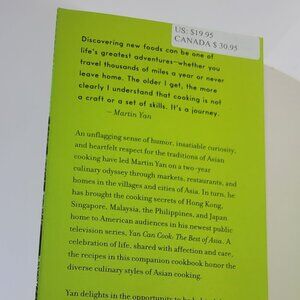 US: $19.95
CANADA $ 30.95
Discovering new foods can be one of
life's greatest adventures—whether you
travel thousands of miles a year or never
leave home. The older I get, the more
clearly I understand that cooking is not
a craft or a set of skills. It's a journey.
— Martin Yan
An unflagging sense of humor, insatiable curiosity,
and heartfelt respect for the traditions of Asian
cooking have led Martin Yan on a two-year
culinary odyssey through markets, restaurants, and
homes in the villages and cities of Asia. In turn, he
has brought the cooking secrets of Hong Kong,
Singapore, Malaysia, the Philippines, and Japan
home to American audiences in his newest public
television series, Yan Can Cook: The Best of Asia. A
celebration of life, shared with affection and care,
the recipes in this companion cookbook honor the
diverse culinary styles of Asian cooking.
Yan delights in the opportunity to